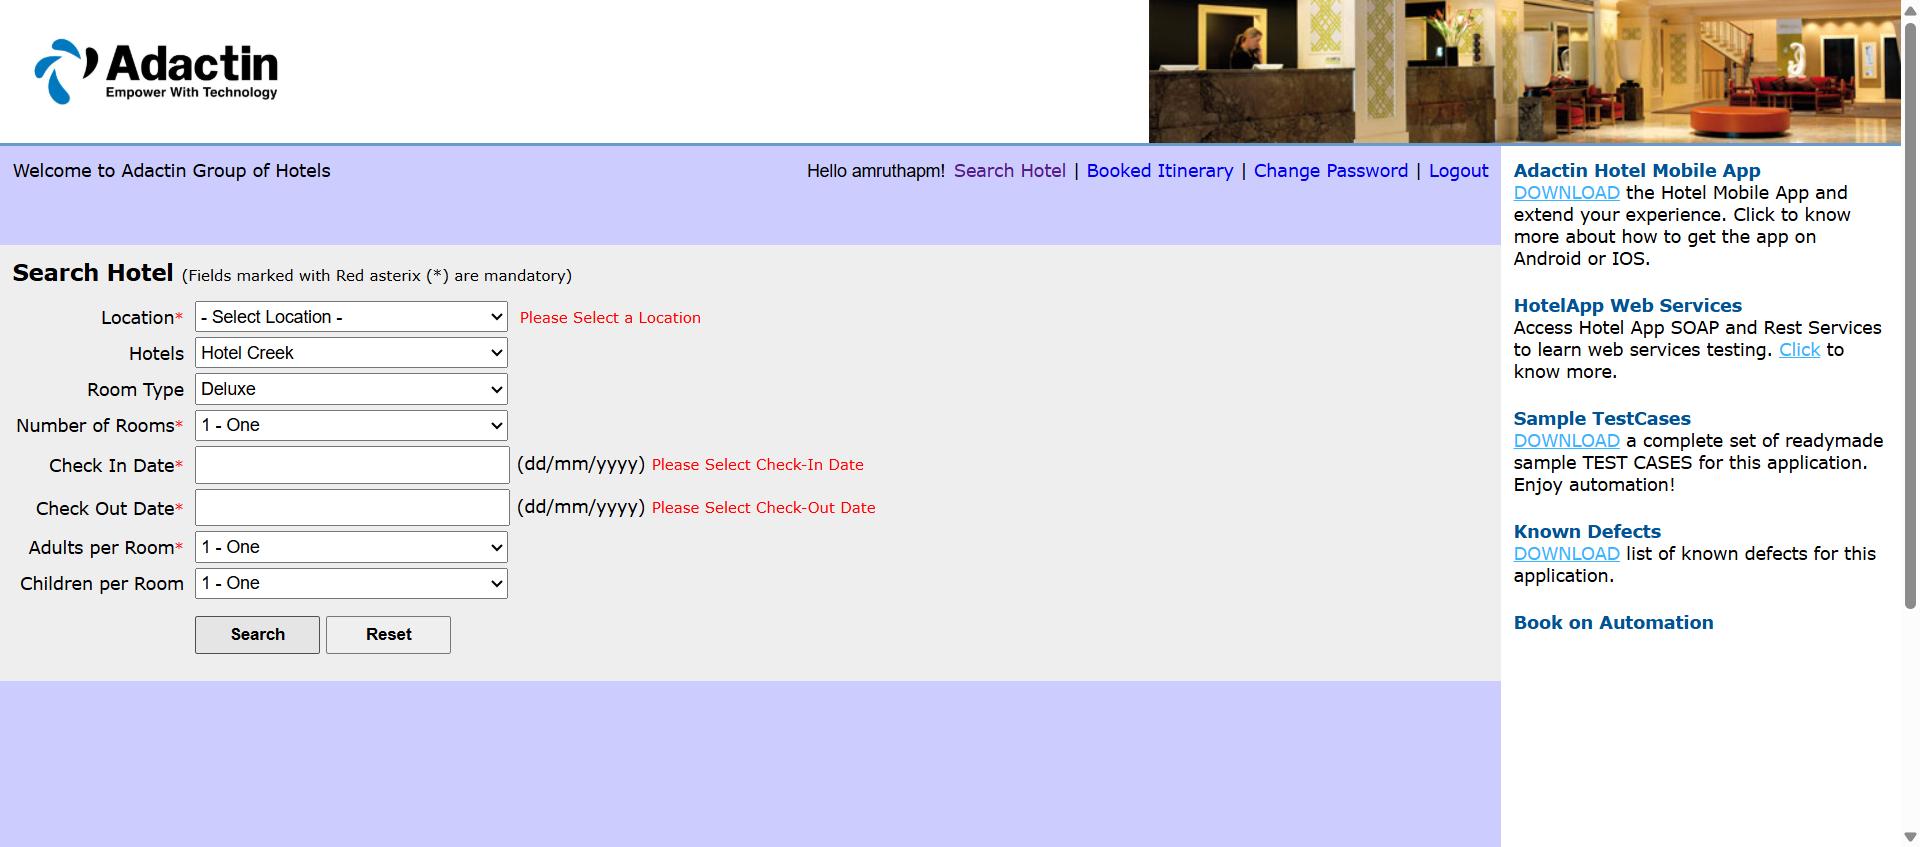 Adactin
Empower With Technology
Welcome to Adactin Group of Hotels
Hello amruthapm! Search Hotel | Booked Itinerary | Change Password | Logout
Search Hotel (Fields marked with Red asterix (*) are mandatory)
Location* - Select Location - Please Select a Location
Hotels Hotel Creek
Room Type Deluxe
Number of Rooms* 1 - One
Check In Date* (dd/mm/yyyy) Please Select Check-In Date
Check Out Date* (dd/mm/yyyy) Please Select Check-Out Date
Adults per Room* 1 - One
Children per Room 1 - One
Search Reset
Adactin Hotel Mobile App
DOWNLOAD the Hotel Mobile App and
extend your experience. Click to know
more about how to get the app on
Android or IOS.
HotelApp Web Services
Access Hotel App SOAP and Rest Services
to learn web services testing. Click to
know more.
Sample TestCases
DOWNLOAD a complete set of readymade
sample TEST CASES for this application.
Enjoy automation!
Known Defects
DOWNLOAD list of known defects for this
application.
Book on Automation